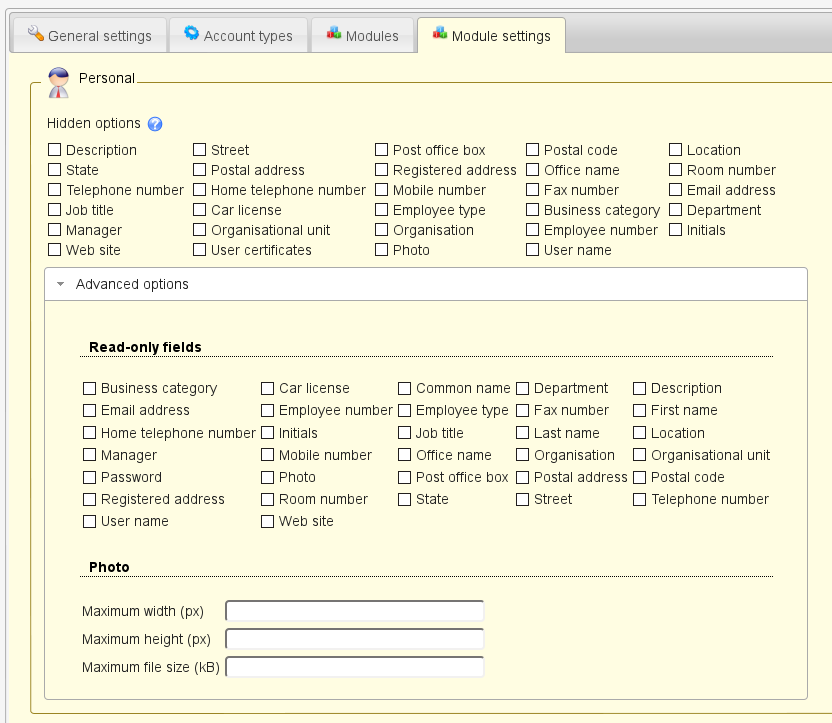 General settings Account types Modules Module settings
Personal
Hidden options ?
Description Street Post office box Postal code Location
State Postal address Registered address Office name Room number
Telephone number Home telephone number Mobile number Fax number Email address
Job title Car license Employee type Business category Department
Manager Organisational unit Organisation Employee number Initials
Web site User certificates Photo User name
Advanced options
Read-only fields
Business category Car license Common name Department Description
Email address Employee number Employee type Fax number First name
Home telephone number Initials Job title Last name Location
Manager Mobile number Office name Organisation Organisational unit
Password Photo Post office box Postal address Postal code
Registered address Room number State Street Telephone number
User name Web site
Photo
Maximum width (px)
Maximum height (px)
Maximum file size (kB)